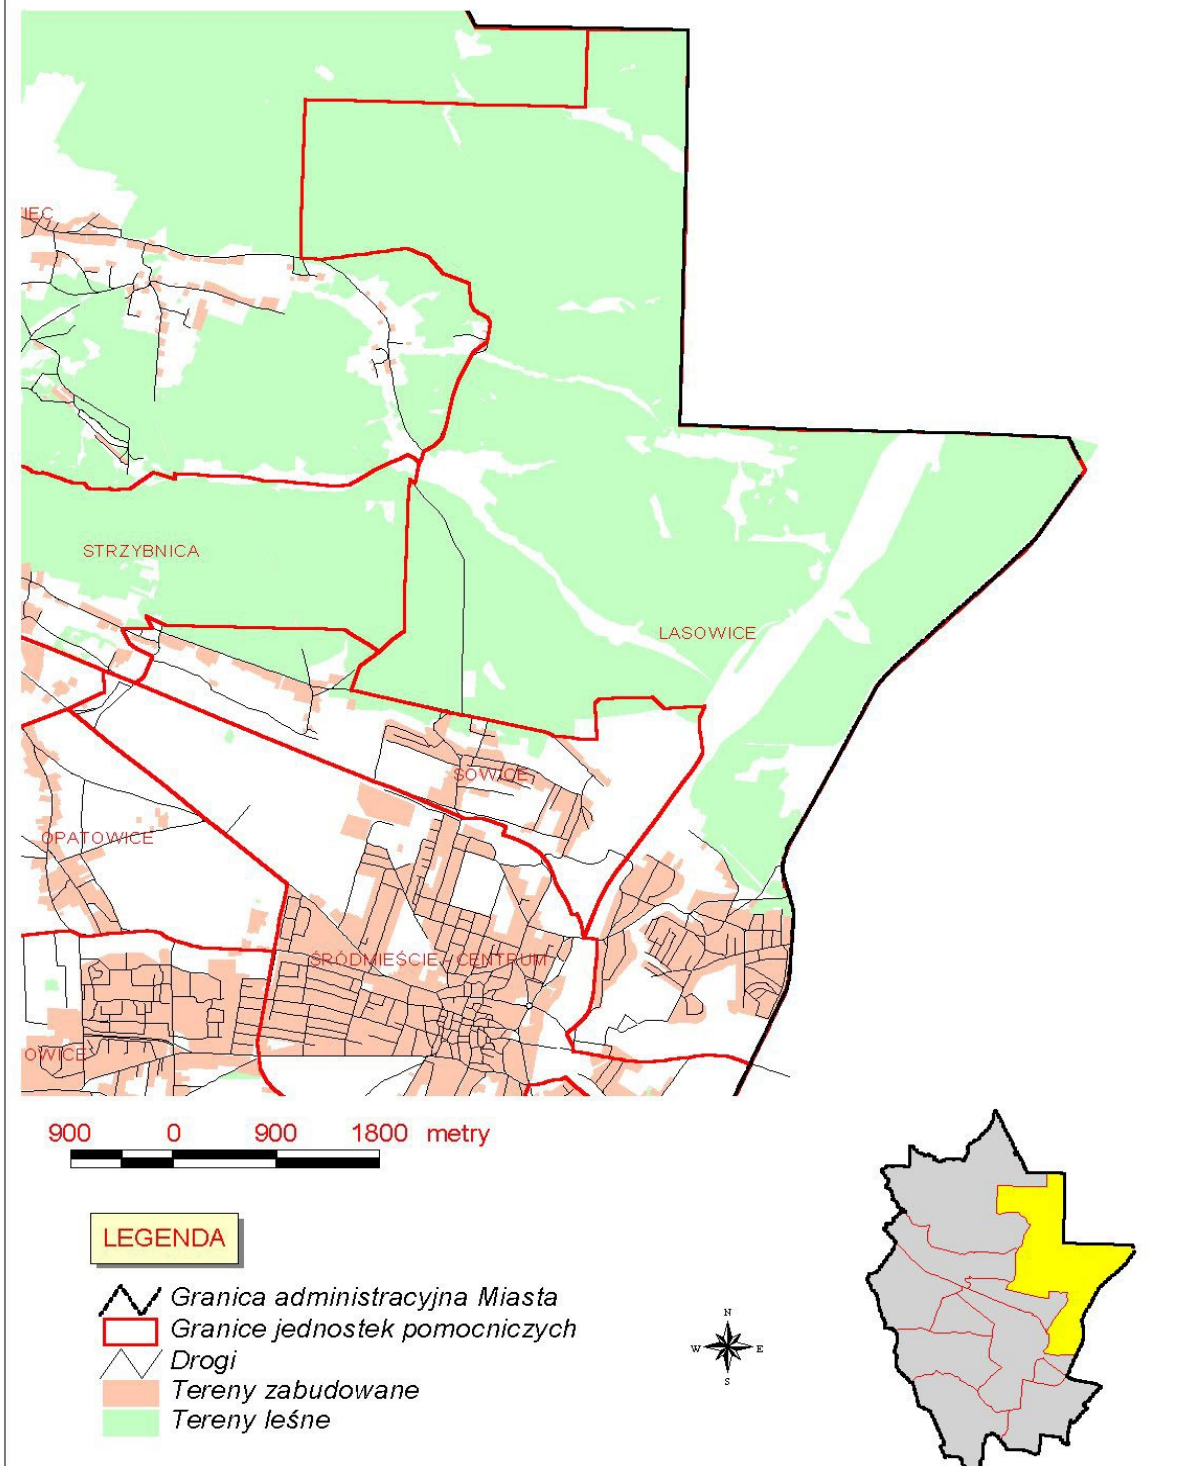 IEC
STRZYBNICA
LASOWICE
SOWICE
OPATOWICE
ŚRÓDMIEŚCIE - CENTRUM
OWICE
900 0 900 1800 metry
LEGENDA
Granica administracyjna Miasta
Granice jednostek pomocniczych
Drogi
Tereny zabudowane
Tereny leśne
N
W E
S